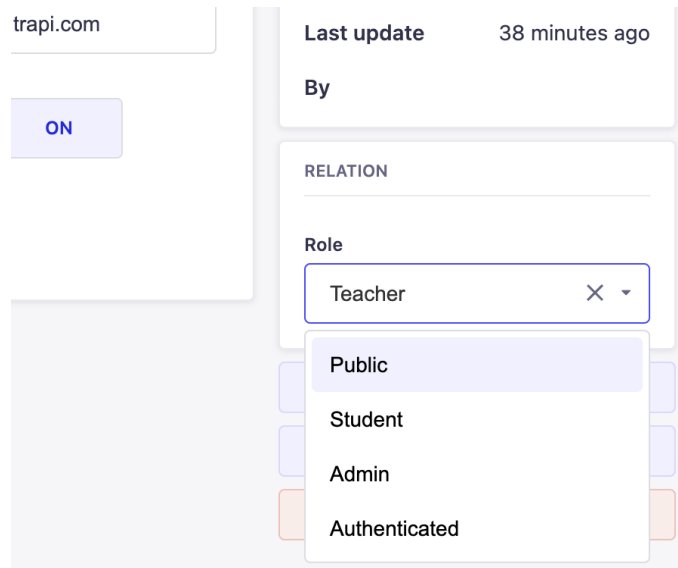 trapi.com
ON
Last update 38 minutes ago
By
RELATION
Role
Teacher
Public
Student
Admin
Authenticated